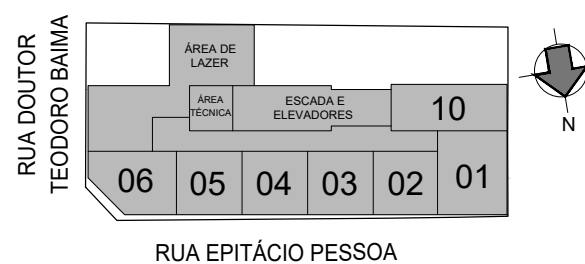 RUA DOUTOR
TEODORO BAIMA
ÁREA DE
LAZER
ÁREA
TÉCNICA
ESCADA E
ELEVADORES
10
06
05
04
03
02
01
N
RUA EPITÁCIO PESSOA